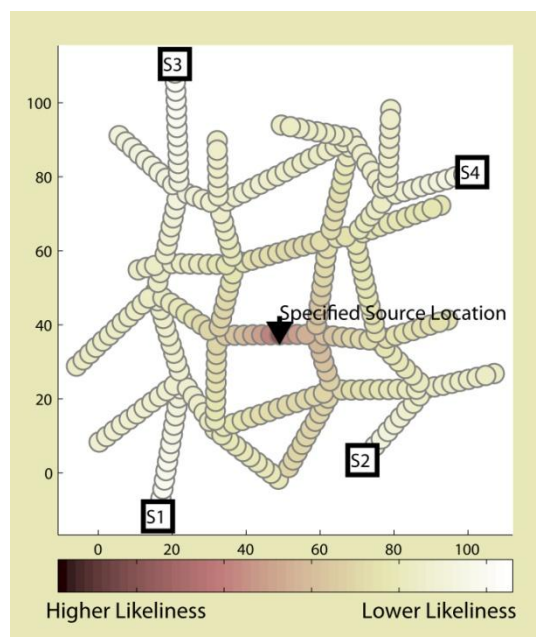 S3
100
80
S4
60
Specified Source Location
40
20
S2
0
S1
0 20 40 60 80 100
Higher Likeliness Lower Likeliness